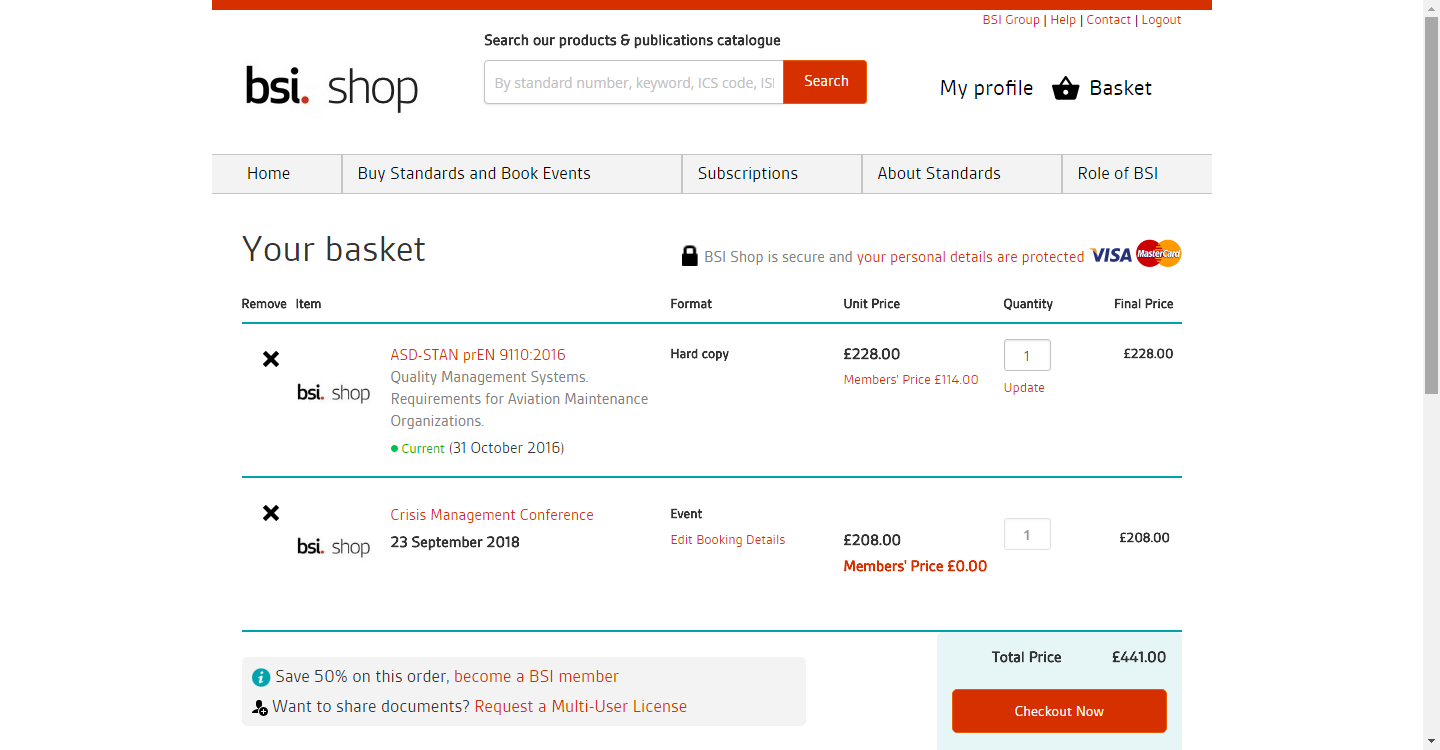 BSI Group | Help | Contact | Logout
Search our products & publications catalogue
bsi. shop
By standard number, keyword, ICS code, ISI
Search
My profile
Basket
Home
Buy Standards and Book Events
Subscriptions
About Standards
Role of BSI
Your basket
BSI Shop is secure and your personal details are protected
VISA
MasterCard
Remove Item Format Unit Price Quantity Final Price
ASD-STAN prEN 9110:2016
Quality Management Systems.
Requirements for Aviation Maintenance
Organizations.
Current (31 October 2016)
bsi. shop
Hard copy
£228.00
Members' Price £114.00
1
Update
£228.00
Crisis Management Conference
23 September 2018
bsi. shop
Event
Edit Booking Details
£208.00
Members' Price £0.00
1
£208.00
Save 50% on this order, become a BSI member
Want to share documents? Request a Multi-User License
Total Price £441.00
Checkout Now